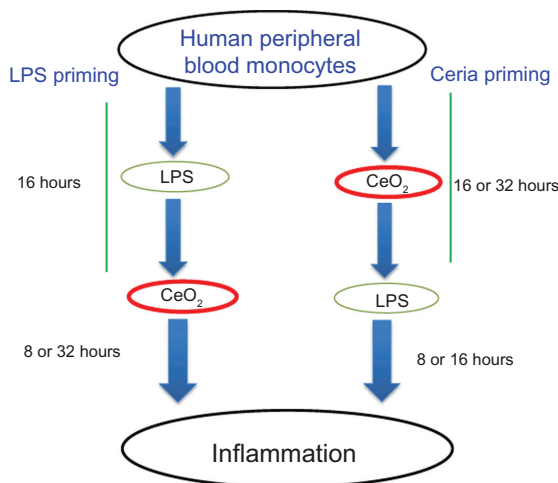 Human peripheral
blood monocytes
LPS priming
Ceria priming
16 hours
LPS
CeO₂
16 or 32 hours
CeO₂
LPS
8 or 32 hours
8 or 16 hours
Inflammation